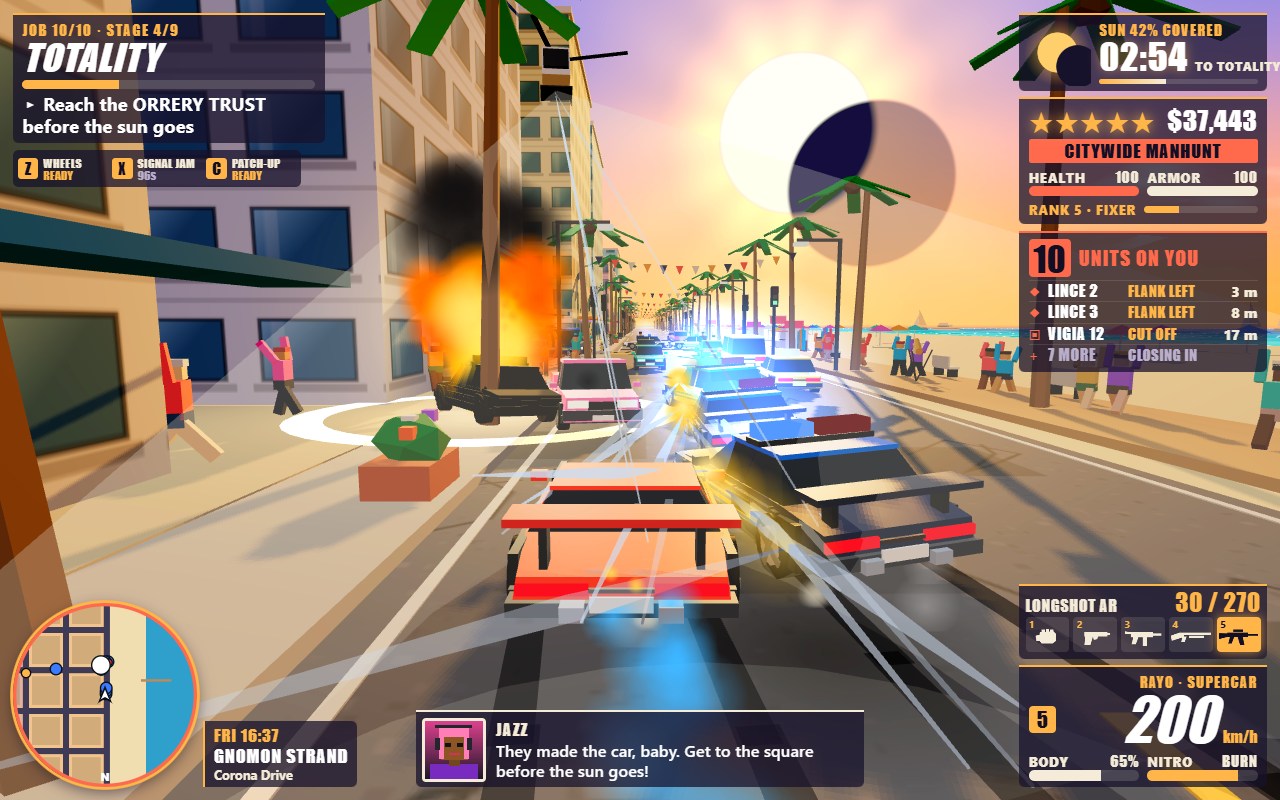 JOB 10/10 · STAGE 4/9
TOTALITY
▸ Reach the ORRERY TRUST
before the sun goes
Z WHEELS READY
X SIGNAL JAM 96s
C PATCH-UP READY
SUN 42% COVERED
02:54 TO TOTALITY
★★★★★ $37,443
CITYWIDE MANHUNT
HEALTH 100 ARMOR 100
RANK 5 · FIXER
10 UNITS ON YOU
LINCE 2 FLANK LEFT 3 m
LINCE 3 FLANK LEFT 8 m
VIGIA 12 CUT OFF 17 m
+ 7 MORE CLOSING IN
LONGSHOT AR 30 / 270
1 2 3 4 5
RAYO · SUPERCAR
5 200 km/h
BODY 65% NITRO BURN
N
FRI 16:37
GNOMON STRAND
Corona Drive
JAZZ
They made the car, baby. Get to the square
before the sun goes!